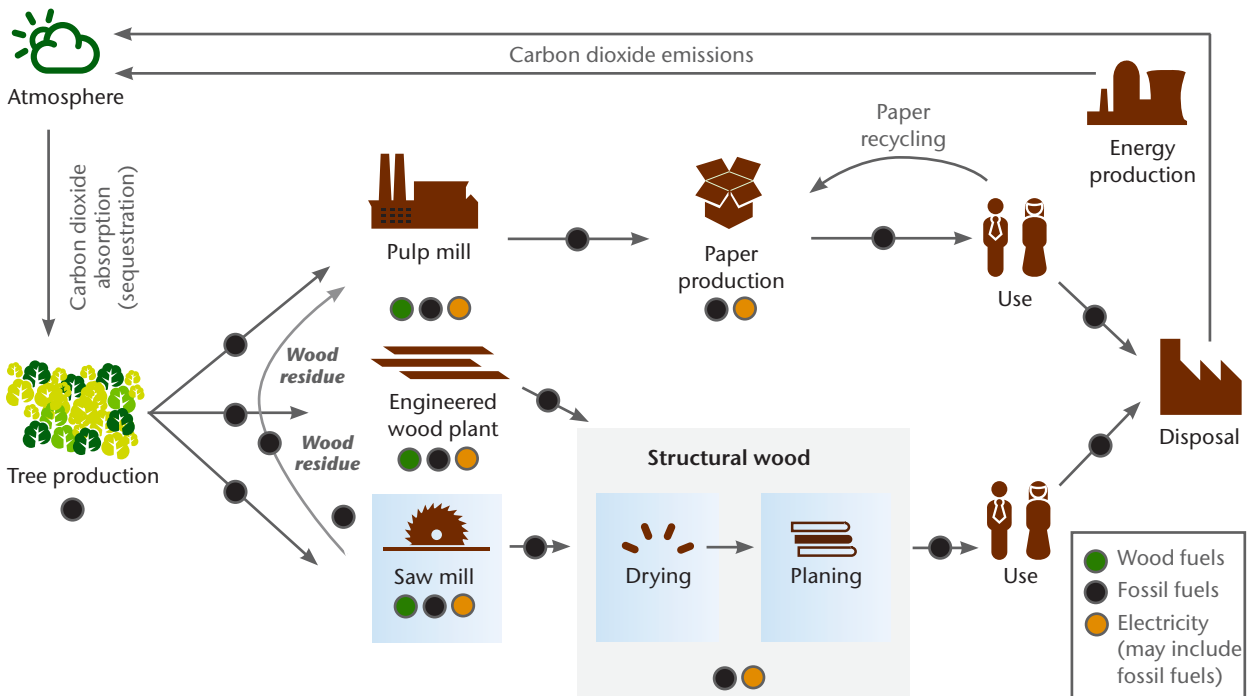 Carbon dioxide emissions
Atmosphere
Paper
recycling
Energy
production
Carbon dioxide
absorption
(sequestration)
Pulp mill
Paper
production
Use
Wood
residue
Engineered
wood plant
Wood
residue
Tree production
Disposal
Structural wood
Saw mill
Drying
Planing
Use
Wood fuels
Fossil fuels
Electricity
(may include
fossil fuels)